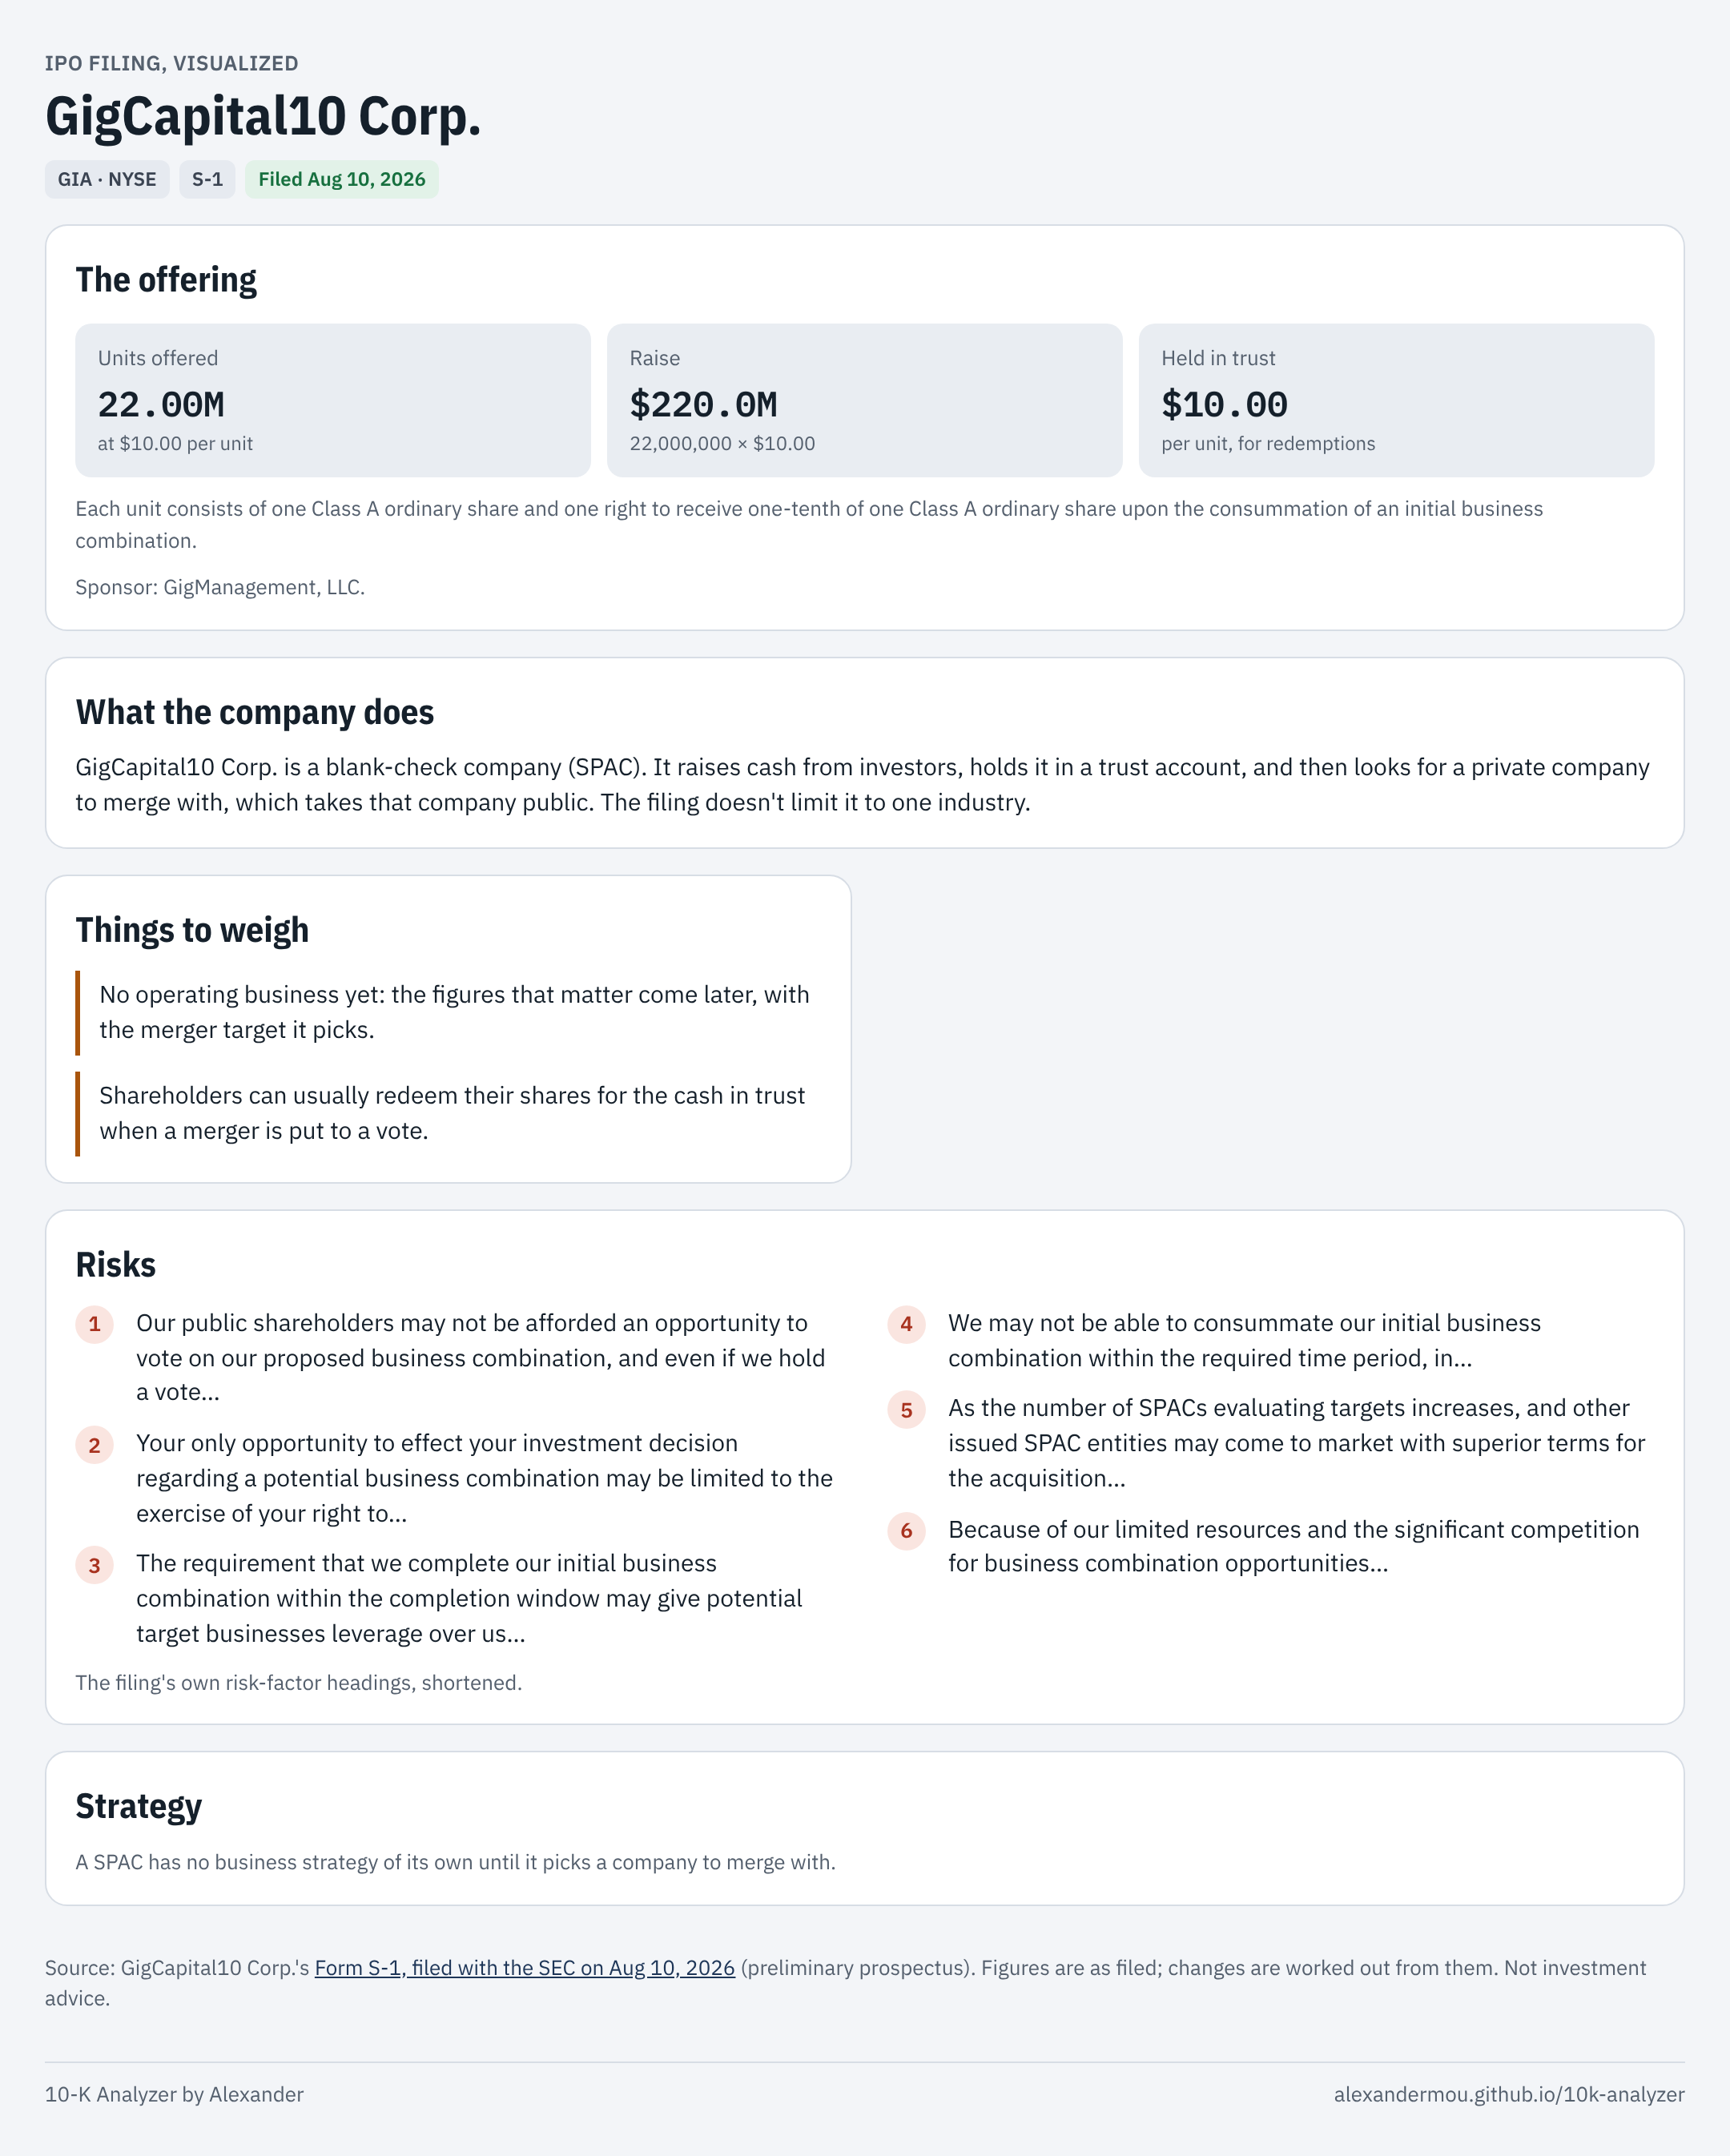 IPO FILING, VISUALIZED
GigCapital10 Corp.
GIA · NYSE
S-1
Filed Aug 10, 2026
The offering
Units offered
22.00M
at $10.00 per unit
Raise
$220.0M
22,000,000 × $10.00
Held in trust
$10.00
per unit, for redemptions
Each unit consists of one Class A ordinary share and one right to receive one-tenth of one Class A ordinary share upon the consummation of an initial business
combination.
Sponsor: GigManagement, LLC.
What the company does
GigCapital10 Corp. is a blank-check company (SPAC). It raises cash from investors, holds it in a trust account, and then looks for a private company
to merge with, which takes that company public. The filing doesn't limit it to one industry.
Things to weigh
No operating business yet: the figures that matter come later, with
the merger target it picks.
Shareholders can usually redeem their shares for the cash in trust
when a merger is put to a vote.
Risks
1 Our public shareholders may not be afforded an opportunity to
vote on our proposed business combination, and even if we hold
a vote...
2 Your only opportunity to effect your investment decision
regarding a potential business combination may be limited to the
exercise of your right to...
3 The requirement that we complete our initial business
combination within the completion window may give potential
target businesses leverage over us...
4 We may not be able to consummate our initial business
combination within the required time period, in...
5 As the number of SPACs evaluating targets increases, and other
issued SPAC entities may come to market with superior terms for
the acquisition...
6 Because of our limited resources and the significant competition
for business combination opportunities...
The filing's own risk-factor headings, shortened.
Strategy
A SPAC has no business strategy of its own until it picks a company to merge with.
Source: GigCapital10 Corp.'s Form S-1, filed with the SEC on Aug 10, 2026 (preliminary prospectus). Figures are as filed; changes are worked out from them. Not investment
advice.
10-K Analyzer by Alexander
alexandermou.github.io/10k-analyzer